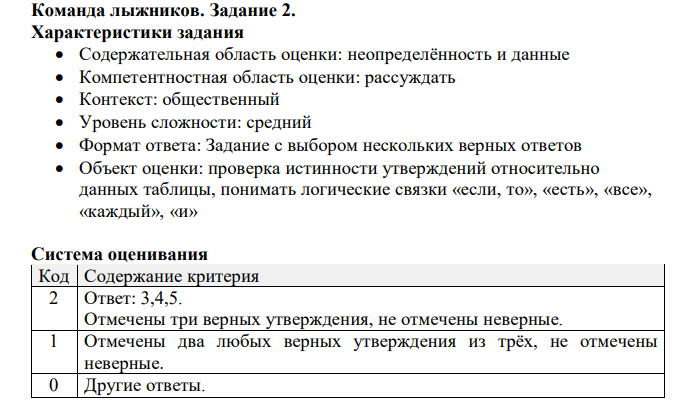 Команда лыжников. Задание 2.
Характеристики задания
• Содержательная область оценки: неопределённость и данные
• Компетентностная область оценки: рассуждать
• Контекст: общественный
• Уровень сложности: средний
• Формат ответа: Задание с выбором нескольких верных ответов
• Объект оценки: проверка истинности утверждений относительно
данных таблицы, понимать логические связки «если, то», «есть», «все»,
«каждый», «и»
Система оценивания
Код Содержание критерия
2 Ответ: 3,4,5.
Отмечены три верных утверждения, не отмечены неверные.
1 Отмечены два любых верных утверждения из трёх, не отмечены
неверные.
0 Другие ответы.